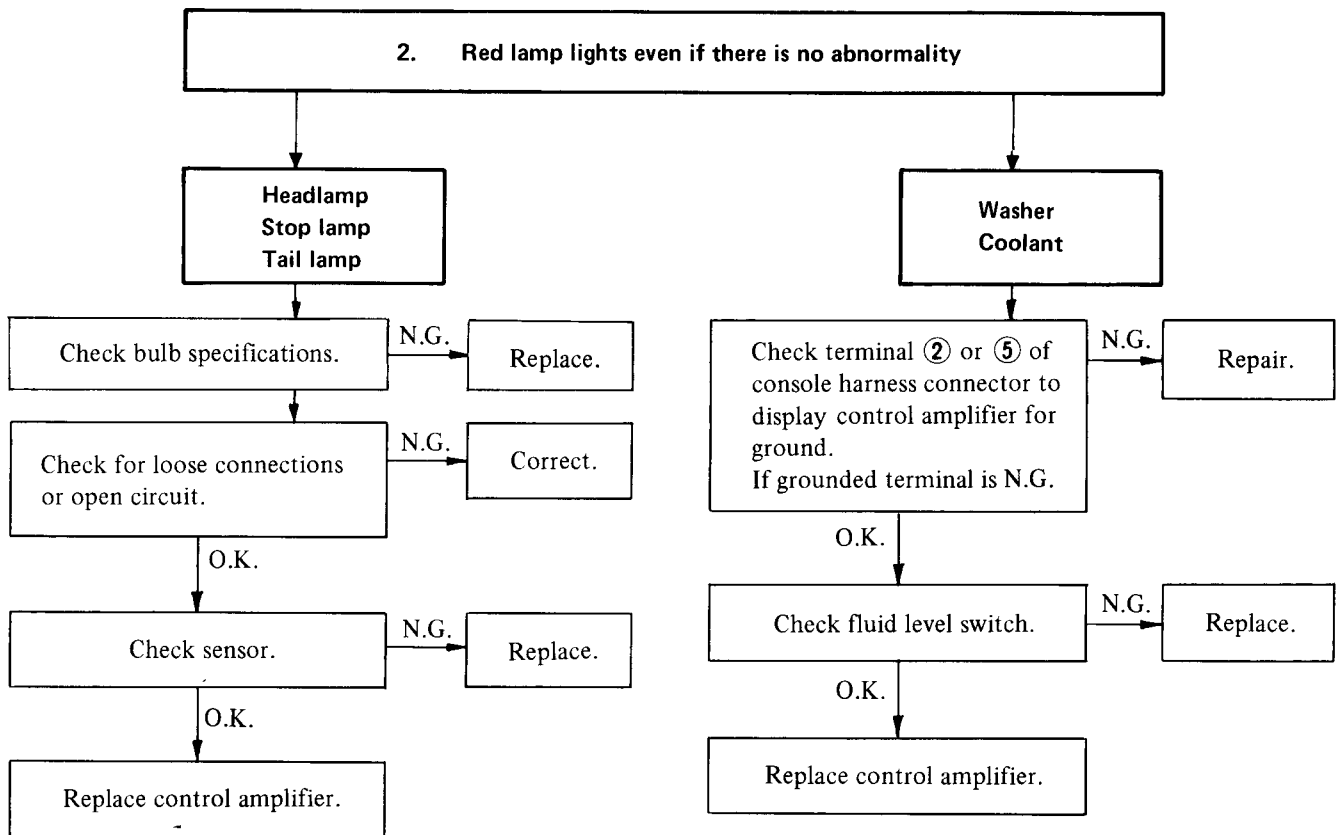 2. Red lamp lights even if there is no abnormality
Headlamp
Stop lamp
Tail lamp
Check bulb specifications.
N.G.
Replace.
Check for loose connections
or open circuit.
N.G.
Correct.
O.K.
Check sensor.
N.G.
Replace.
O.K.
Replace control amplifier.
Washer
Coolant
Check terminal ② or ⑤ of
console harness connector to
display control amplifier for
ground.
If grounded terminal is N.G.
N.G.
Repair.
O.K.
Check fluid level switch.
N.G.
Replace.
O.K.
Replace control amplifier.